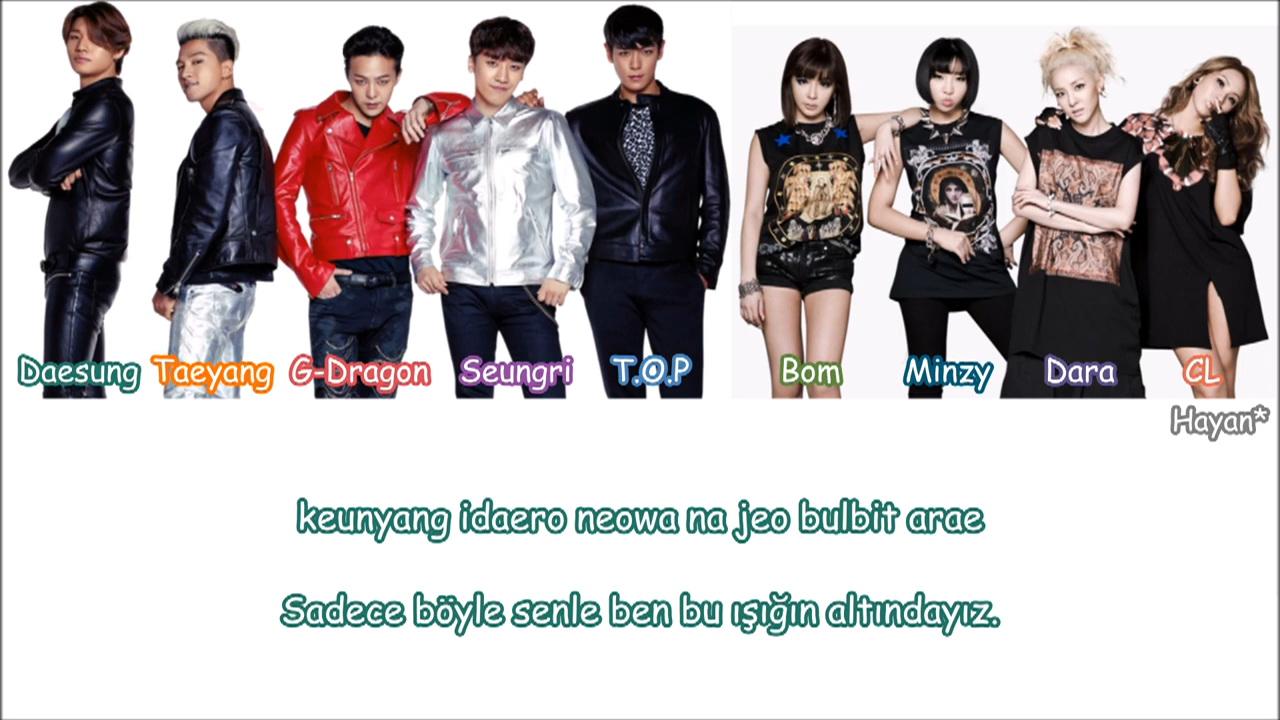 Daesung Taeyang G-Dragon Seungri T.O.P Bom Minzy Dara CL
Hayan*
keunyang idaero neowa na jeo bulbit arae
Sadece böyle senle ben bu ışığın altındayız.